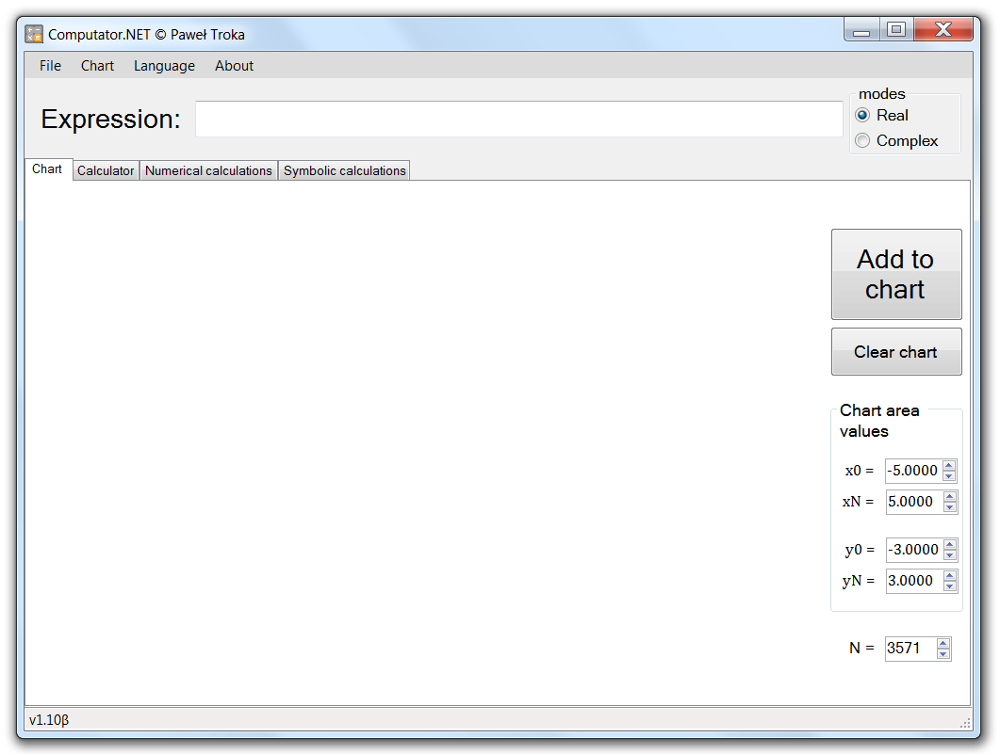 Computator.NET © Paweł Troka
File Chart Language About
Expression:
modes
Real
Complex
Chart Calculator Numerical calculations Symbolic calculations
Add to
chart
Clear chart
Chart area
values
x0 = -5.0000
xN = 5.0000
y0 = -3.0000
yN = 3.0000
N = 3571
v1.10β